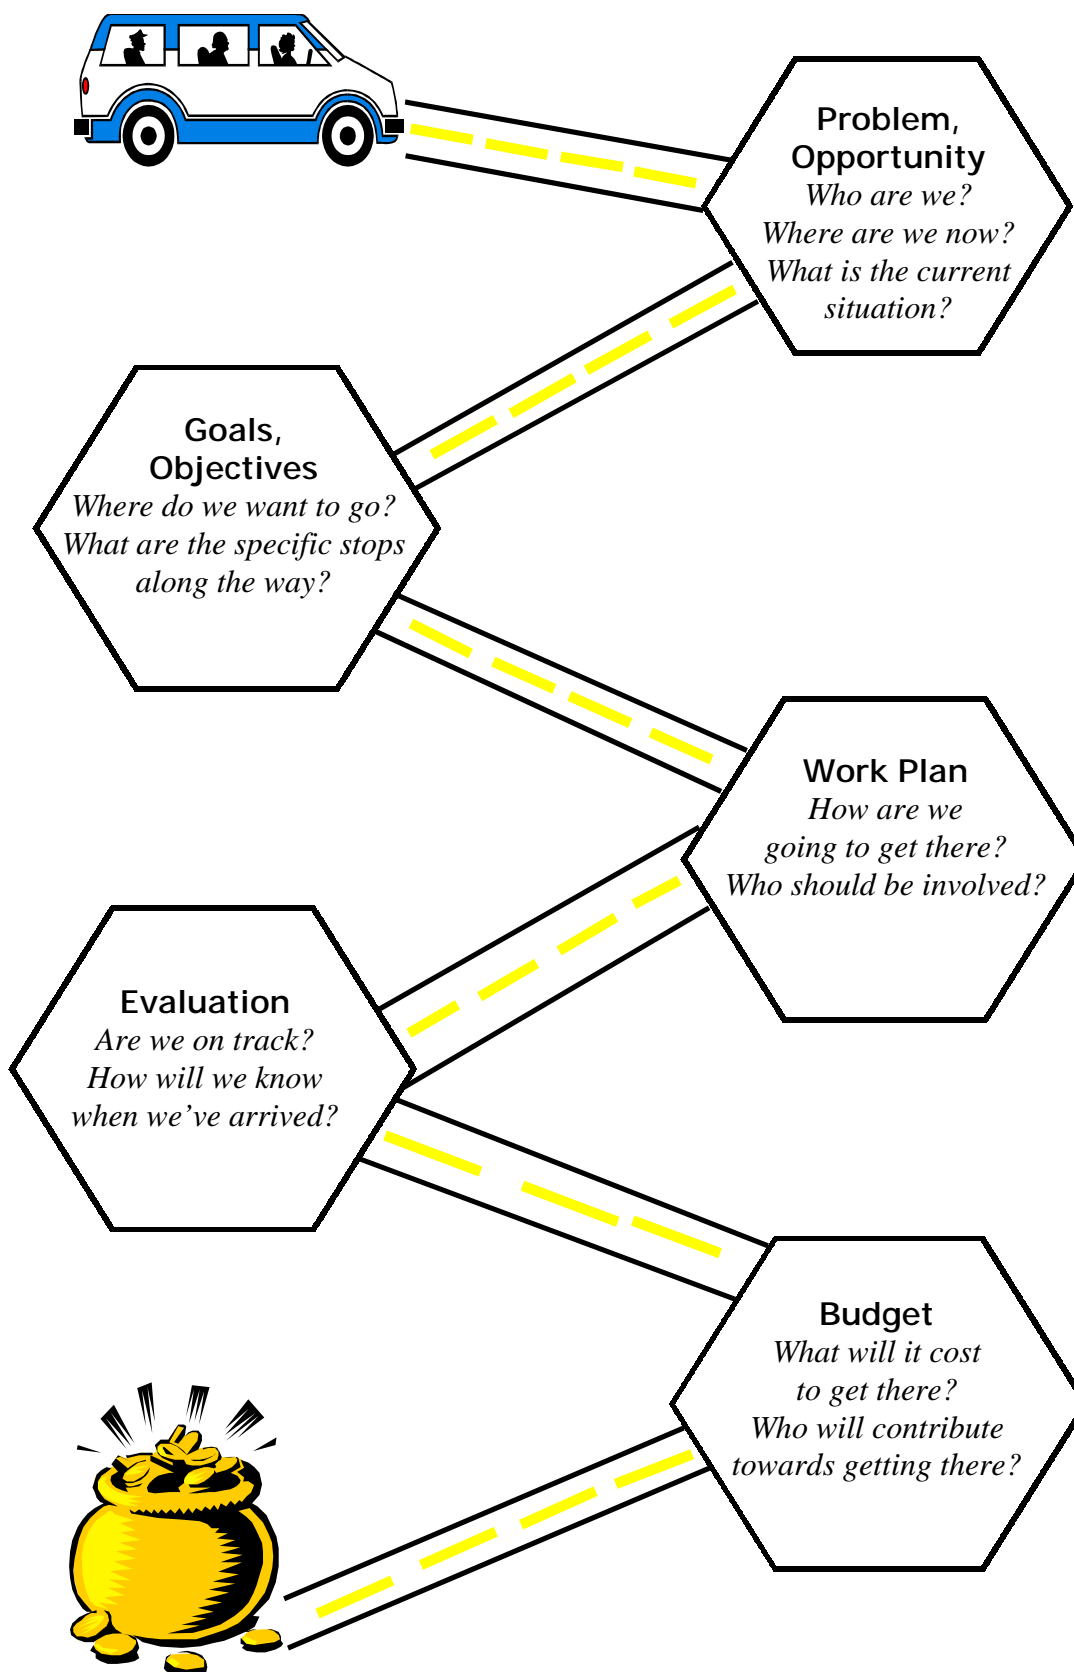 Problem,
Opportunity
Who are we?
Where are we now?
What is the current
situation?
Goals,
Objectives
Where do we want to go?
What are the specific stops
along the way?
Work Plan
How are we
going to get there?
Who should be involved?
Evaluation
Are we on track?
How will we know
when we’ve arrived?
Budget
What will it cost
to get there?
Who will contribute
towards getting there?